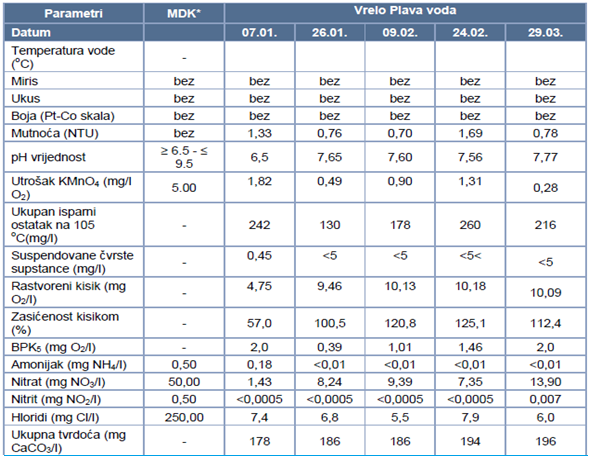 Parametri MDK* Vrelo Plava voda
Datum 07.01. 26.01. 09.02. 24.02. 29.03.
Temperatura vode
(°C) -
Miris bez bez bez bez bez bez
Ukus bez bez bez bez bez bez
Boja (Pt-Co skala) bez bez bez bez bez bez
Mutnoća (NTU) bez 1,33 0,76 0,70 1,69 0,78
pH vrijednost ≥ 6.5 - ≤
9.5 6,5 7,65 7,60 7,56 7,77
Utrošak KMnO₄ (mg/l
O₂) 5.00 1,82 0,49 0,90 1,31 0,28
Ukupan ispami
ostatak na 105
°C(mg/l) - 242 130 178 260 216
Suspendovane čvrste
supstance (mg/l) - 0,45 <5 <5 <5< <5
Rastvoreni kisik (mg
O₂/l) - 4,75 9,46 10,13 10,18 10,09
Zasićenost kisikom
(%) - 57,0 100,5 120,8 125,1 112,4
BPK₅ (mg O₂/l) - 2,0 0,39 1,01 1,46 2,0
Amonijak (mg NH₄/l) 0,50 0,18 <0,01 <0,01 <0,01 <0,01
Nitrat (mg NO₃/l) 50,00 1,43 8,24 9,39 7,35 13,90
Nitrit (mg NO₂/l) 0,50 <0,0005 <0,0005 <0,0005 <0,0005 0,007
Hloridi (mg Cl/l) 250,00 7,4 6,8 5,5 7,9 6,0
Ukupna tvrdoća (mg
CaCO₃/l) - 178 186 186 194 196